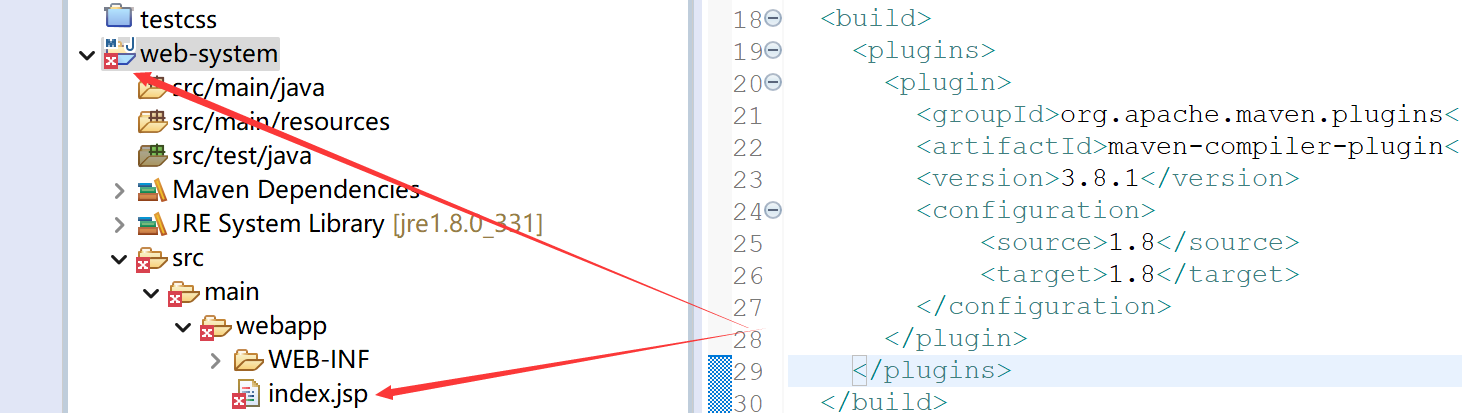 testcss
web-system
src/main/java
src/main/resources
src/test/java
Maven Dependencies
JRE System Library [jre1.8.0_331]
src
main
webapp
WEB-INF
index.jsp
18 <build>
19 <plugins>
20 <plugin>
21 <groupId>org.apache.maven.plugins<
22 <artifactId>maven-compiler-plugin<
23 <version>3.8.1</version>
24 <configuration>
25 <source>1.8</source>
26 <target>1.8</target>
27 </configuration>
28 </plugin>
29 </plugins>
30 </build>